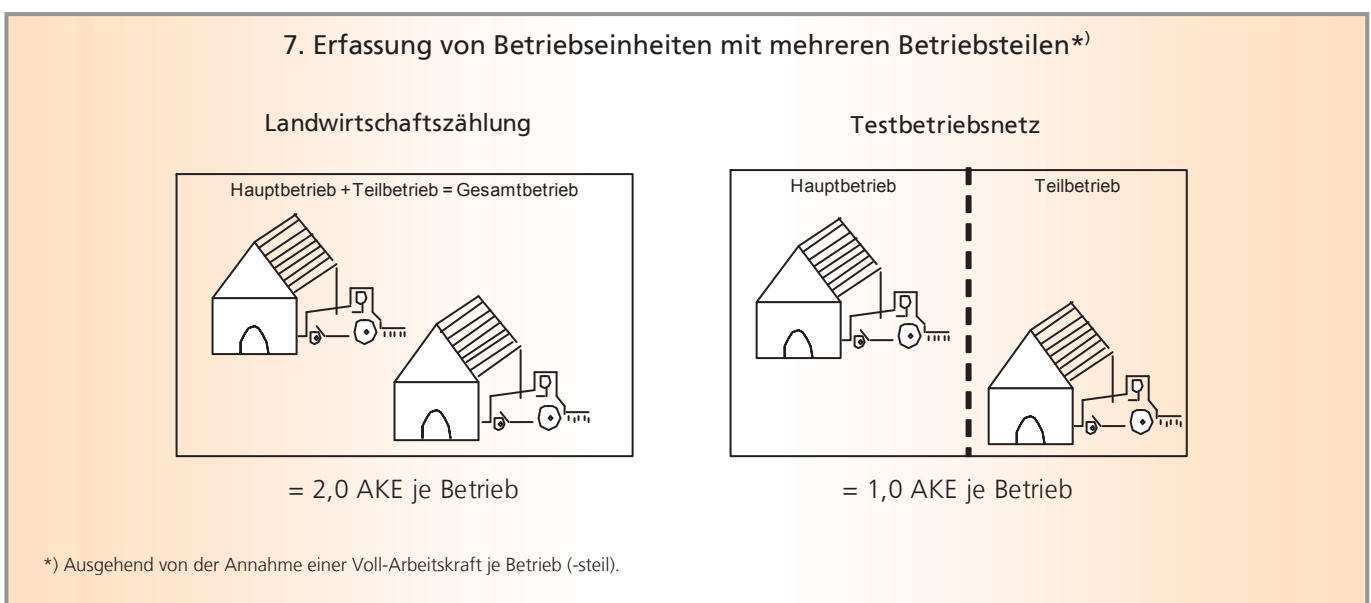 7. Erfassung von Betriebseinheiten mit mehreren Betriebsteilen*)
Landwirtschaftszählung
Hauptbetrieb + Teilbetrieb = Gesamtbetrieb
= 2,0 AKE je Betrieb
Testbetriebsnetz
Hauptbetrieb
Teilbetrieb
= 1,0 AKE je Betrieb
*) Ausgehend von der Annahme einer Voll-Arbeitskraft je Betrieb (-steil).